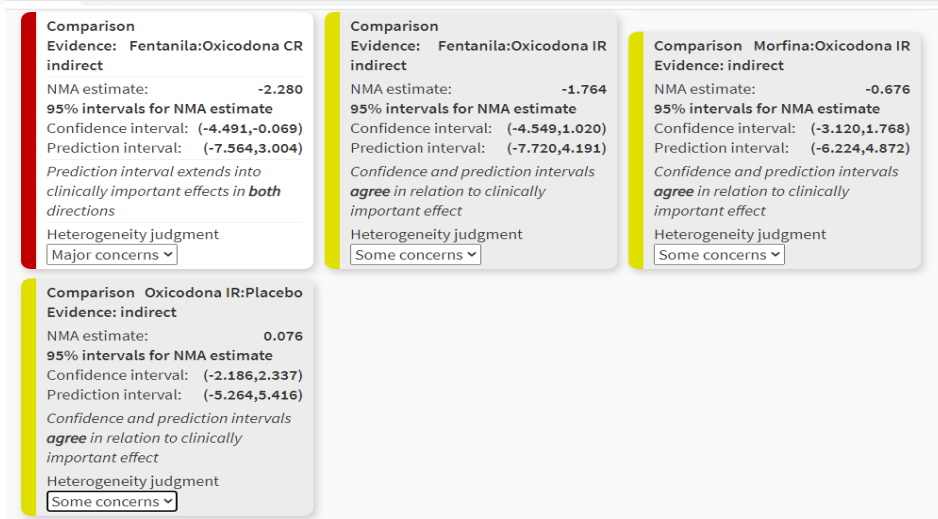 Comparison
Evidence: Fentanila:Oxicodona CR
indirect
NMA estimate: -2.280
95% intervals for NMA estimate
Confidence interval: (-4.491,-0.069)
Prediction interval: (-7.564,3.004)
Prediction interval extends into
clinically important effects in both
directions
Heterogeneity judgment
Major concerns
Comparison
Evidence: Fentanila:Oxicodona IR
indirect
NMA estimate: -1.764
95% intervals for NMA estimate
Confidence interval: (-4.549,1.020)
Prediction interval: (-7.720,4.191)
Confidence and prediction intervals
agree in relation to clinically
important effect
Heterogeneity judgment
Some concerns
Comparison Morfina:Oxicodona IR
Evidence: indirect
NMA estimate: -0.676
95% intervals for NMA estimate
Confidence interval: (-3.120,1.768)
Prediction interval: (-6.224,4.872)
Confidence and prediction intervals
agree in relation to clinically
important effect
Heterogeneity judgment
Some concerns
Comparison Oxicodona IR:Placebo
Evidence: indirect
NMA estimate: 0.076
95% intervals for NMA estimate
Confidence interval: (-2.186,2.337)
Prediction interval: (-5.264,5.416)
Confidence and prediction intervals
agree in relation to clinically
important effect
Heterogeneity judgment
Some concerns